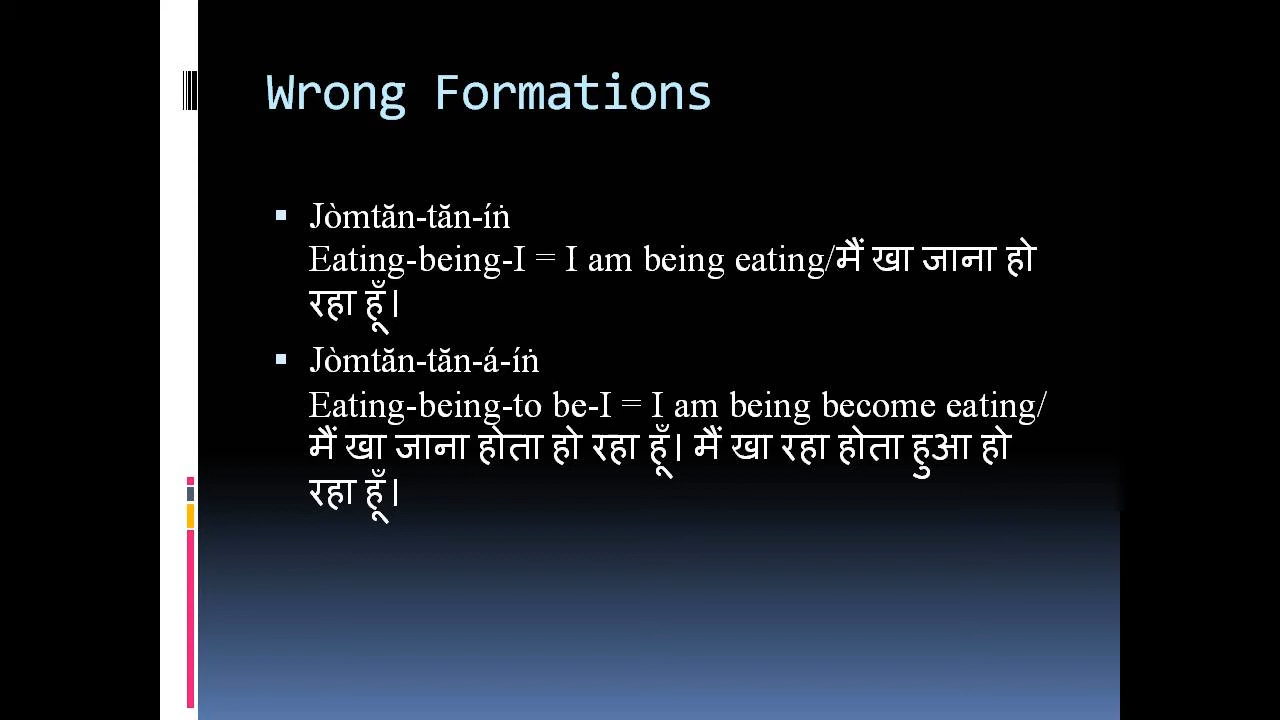 Wrong Formations
Jòmtăn-tăn-íṅ
Eating-being-I = I am being eating/मैं खा जाना हो
रहा हूँ।
Jòmtăn-tăn-á-íṅ
Eating-being-to be-I = I am being become eating/
मैं खा जाना होता हो रहा हूँ। मैं खा रहा होता हुआ हो
रहा हूँ।